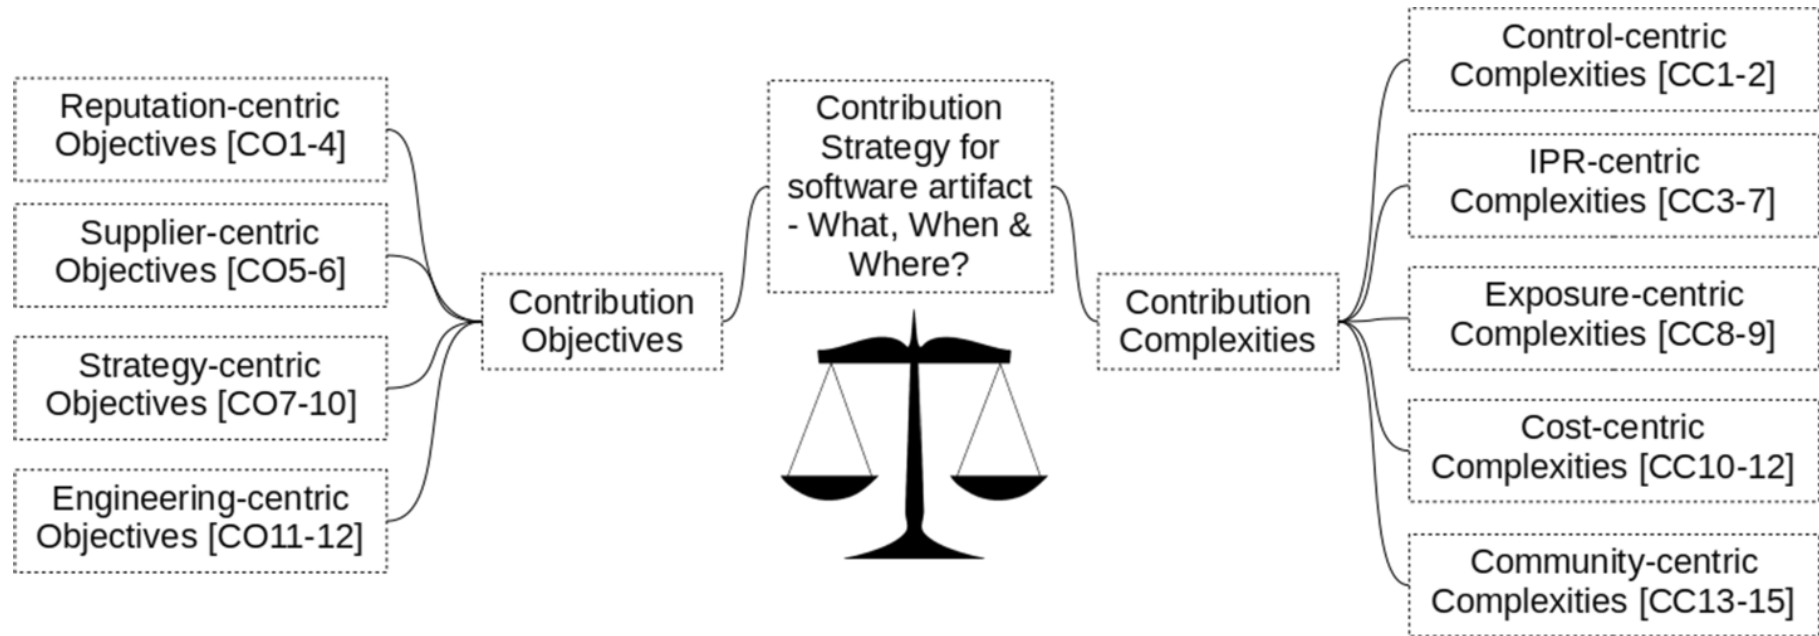 Reputation-centric
Objectives [CO1-4]
Supplier-centric
Objectives [CO5-6]
Strategy-centric
Objectives [CO7-10]
Engineering-centric
Objectives [CO11-12]
Contribution
Objectives
Contribution
Strategy for
software artifact
- What, When &
Where?
Contribution
Complexities
Control-centric
Complexities [CC1-2]
IPR-centric
Complexities [CC3-7]
Exposure-centric
Complexities [CC8-9]
Cost-centric
Complexities [CC10-12]
Community-centric
Complexities [CC13-15]